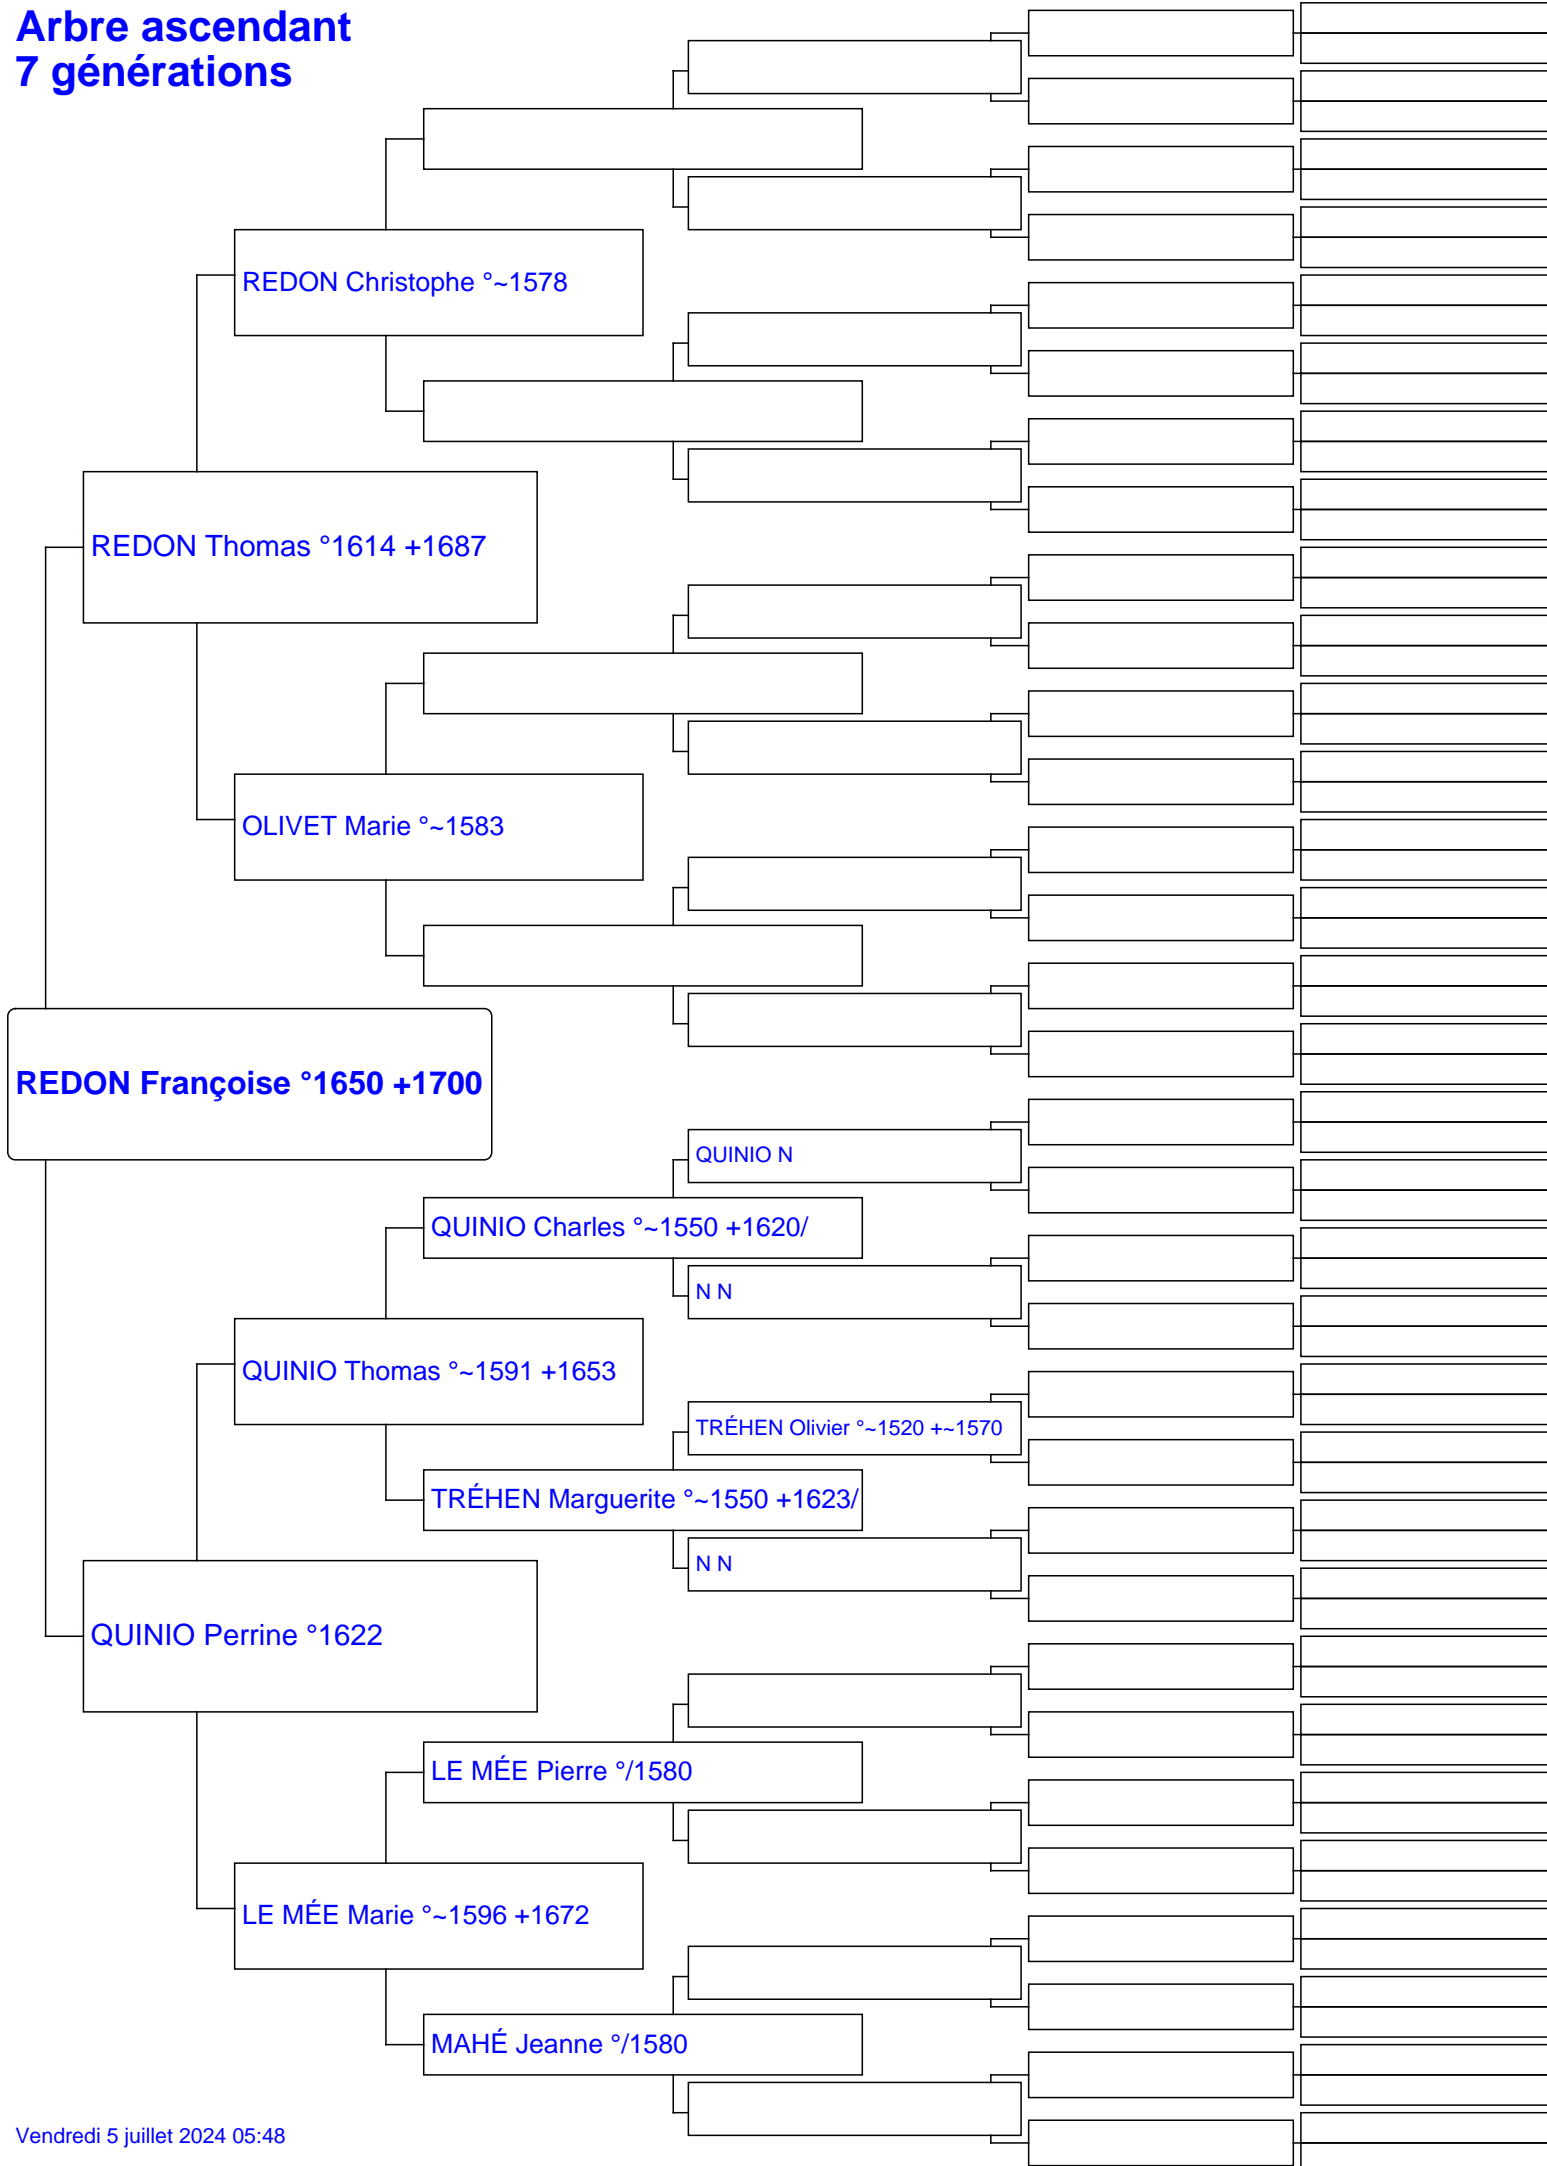 Arbre ascendant
7 générations
REDON Christophe °~1578
REDON Thomas °1614 +1687
OLIVET Marie °~1583
REDON Françoise °1650 +1700
QUINIO N
QUINIO Charles °~1550 +1620/
N N
QUINIO Thomas °~1591 +1653
TRÉHEN Olivier °~1520 +~1570
TRÉHEN Marguerite °~1550 +1623/
N N
QUINIO Perrine °1622
LE MÉE Pierre °/1580
LE MÉE Marie °~1596 +1672
MAHÉ Jeanne °/1580
Vendredi 5 juillet 2024 05:48